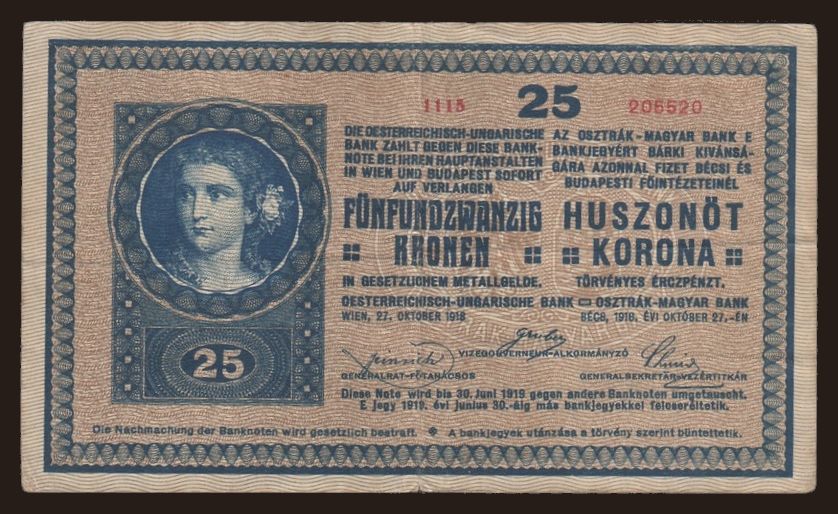 1115 25 206520
DIE OESTERREICHISCH-UNGARISCHE
BANK ZAHLT GEGEN DIESE BANK-
NOTE BEI IHREN HAUPTANSTALTEN
IN WIEN UND BUDAPEST SOFORT
AUF VERLANGEN
FÜNFUNDZWANZIG
KRONEN
IN GESETZLICHEM METALLGELDE.
OESTERREICHISCH-UNGARISCHE BANK
WIEN, 27. OKTOBER 1918
AZ OSZTRÁK-MAGYAR BANK E
BANKJEGYÉRT BÁRKI KIVÁNSÁ-
GÁRA AZONNAL FIZET BÉCSI ÉS
BUDAPESTI FŐINTÉZETEINÉL
HUSZONÖT
KORONA
TÖRVÉNYES ÉRCZPÉNZT.
OSZTRÁK-MAGYAR BANK
BÉCS, 1918. ÉVI OKTÓBER 27.-ÉN
Gruber
VIZEGOUVERNEUR-ALKORMÁNYZÓ
GENERALRAT-FŐTANÁCSOS
GENERALSEKRETÄR-VEZÉRTITKÁR
Diese Note wird bis 30. Juni 1919 gegen andere Banknoten umgetauscht.
E jegy 1919. évi junius 30.-áig más bankjegyekkel felcseréltetik.
25
Die Nachmachung der Banknoten wird gesetzlich bestraft. A bankjegyek utánzása a törvény szerint büntettetik.